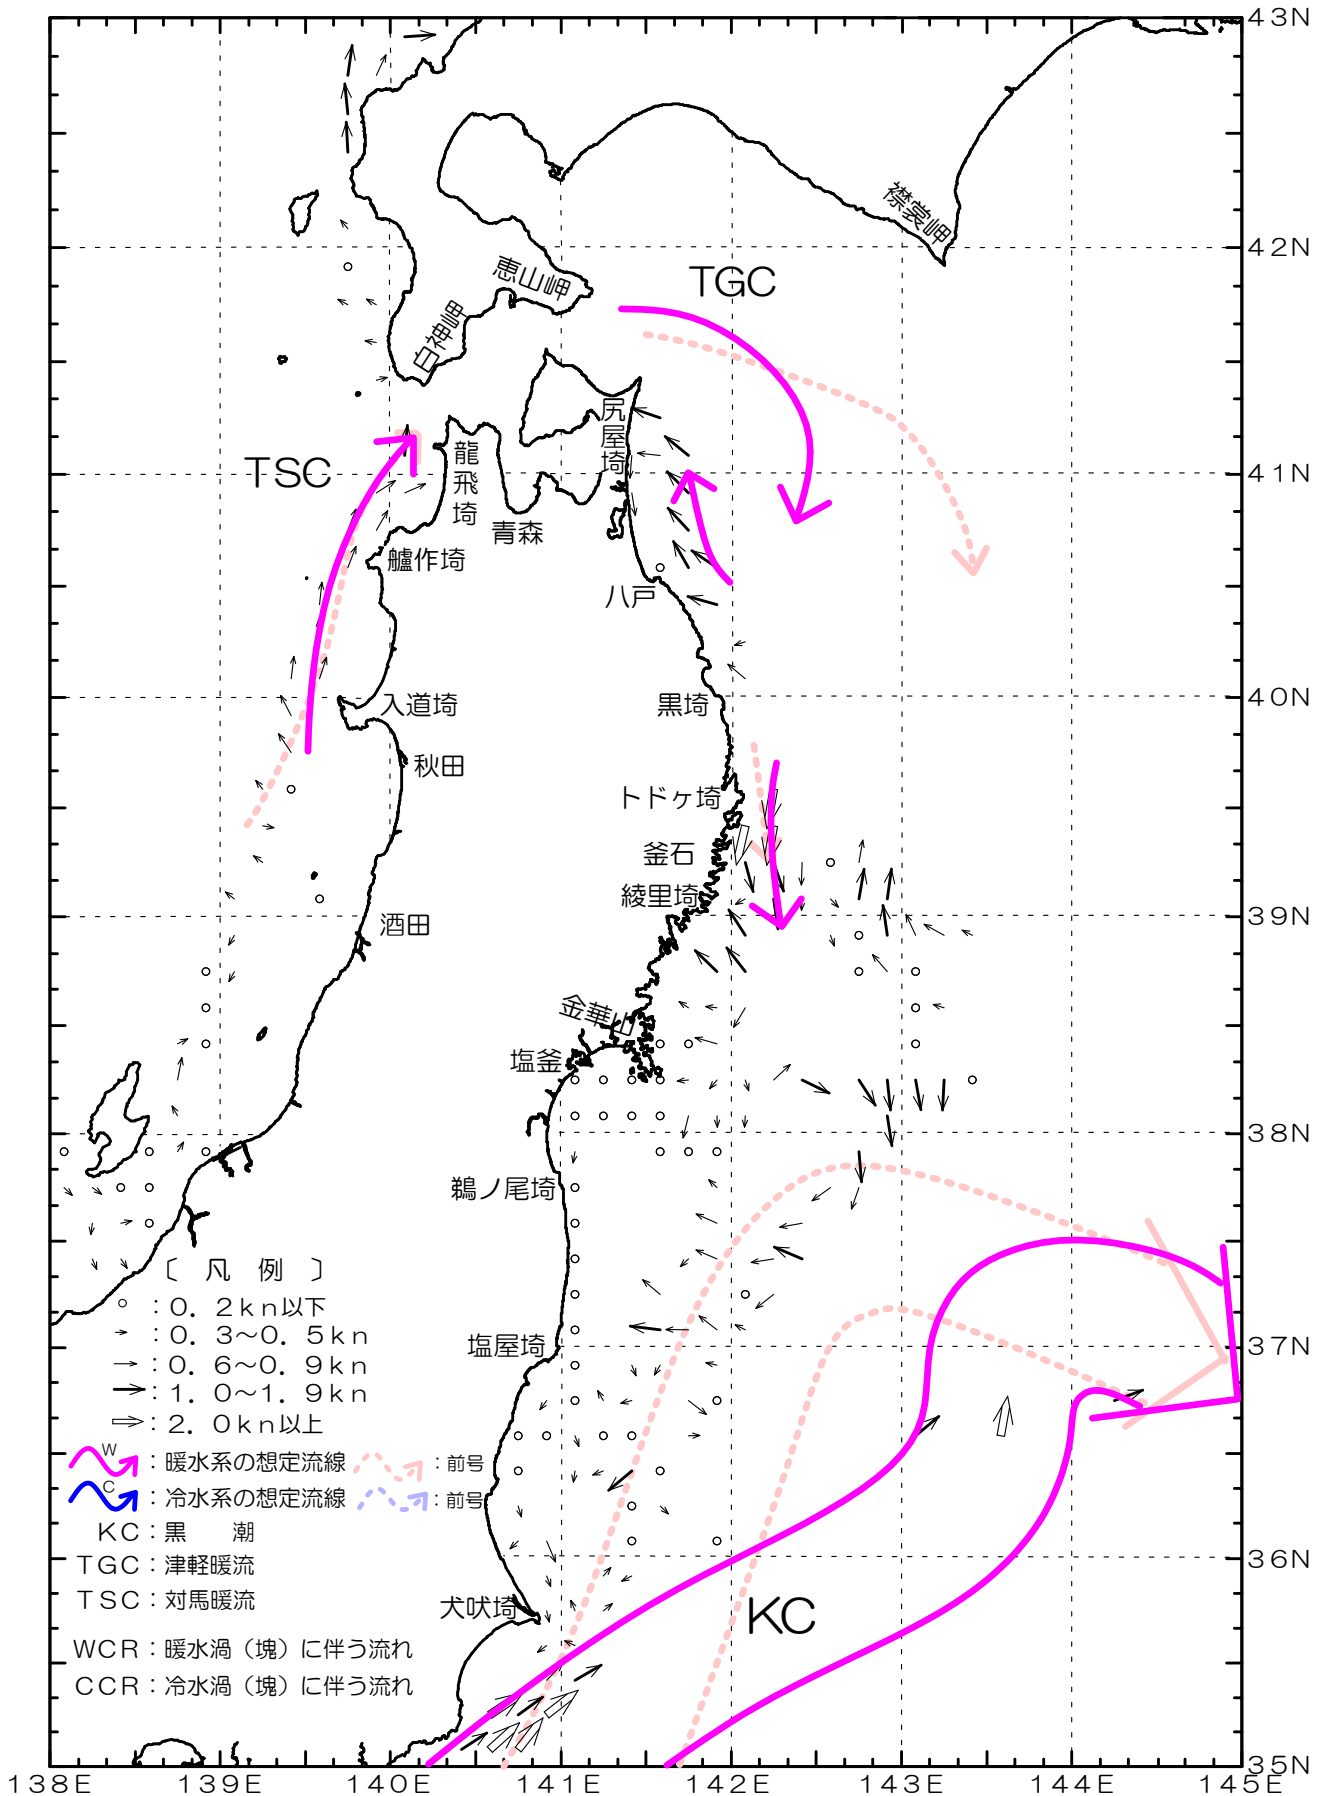 43N
襟裳岬
42N
恵山岬
TGC
白神岬
尻屋埼
龍飛埼
TSC
41N
青森
艫作埼
八戸
入道埼
黒埼
40N
秋田
トドヶ埼
釜石
綾里埼
39N
酒田
金華山
塩釜
38N
鵜ノ尾埼
〔 凡 例 〕
：0．2kn以下
：0．3〜0．5kn
塩屋埼
37N
：0．6〜0．9kn
：1．0〜1．9kn
：2．0kn以上
W ：暖水系の想定流線 ：前号
C ：冷水系の想定流線 ：前号
KC：黒 潮
TGC：津軽暖流
36N
TSC：対馬暖流
犬吠埼
KC
WCR：暖水渦（塊）に伴う流れ
CCR：冷水渦（塊）に伴う流れ
35N
138E 139E 140E 141E 142E 143E 144E 145E